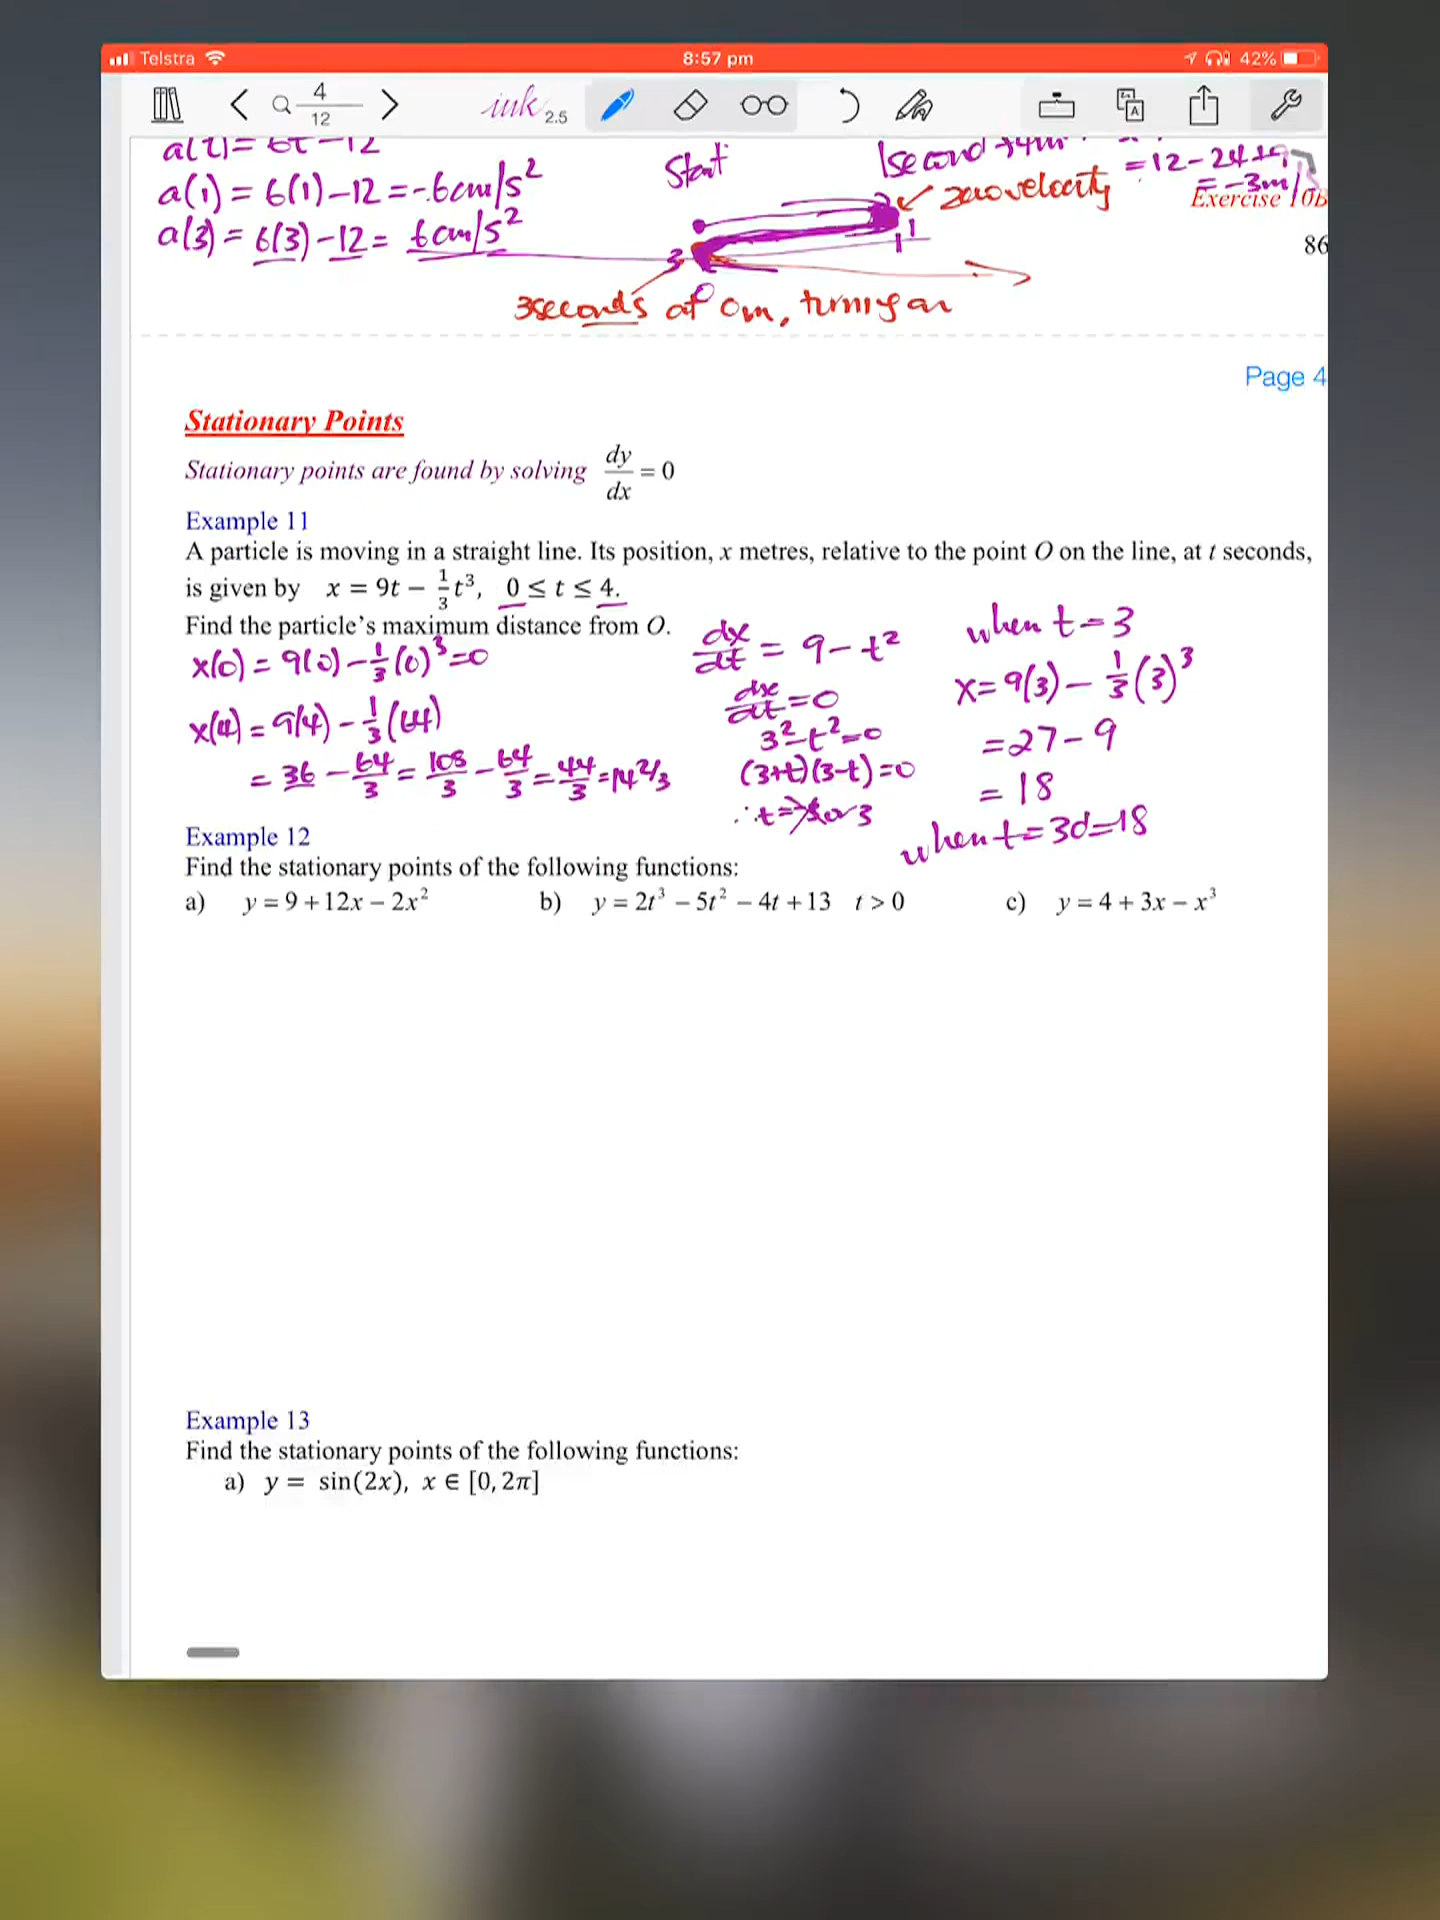 Telstra 8:57 pm 42%
4
12
ink 2.5
a(1) = 6(1) - 12 = -6cm/s²
a(3) = 6(3) - 12 = 6cm/s²
Start
1second
zero velocity
= 12 - 24 + 9
= -3m/s
Exercise 10B
86
3
1
3seconds at 0m,
Page 4
Stationary Points
Stationary points are found by solving dy/dx = 0
Example 11
A particle is moving in a straight line. Its position, x metres, relative to the point O on the line, at t seconds,
is given by x = 9t − 1/3 t³, 0 ≤ t ≤ 4.
Find the particle's maximum distance from O.
x(0) = 9(0) - 1/3 (0)³ = 0
x(4) = 9(4) - 1/3 (64)
= 36 - 64/3 = 108/3 - 64/3 = 44/3 = 14 2/3
dx/dt = 9 - t²
dx/dt = 0
3² - t² = 0
(3+t)(3-t) = 0
∴ t = or 3
when t = 3
x = 9(3) - 1/3 (3)³
= 27 - 9
= 18
when t = 3 d = 18
Example 12
Find the stationary points of the following functions:
a) y = 9 + 12x − 2x² b) y = 2t³ − 5t² − 4t + 13 t > 0 c) y = 4 + 3x − x³
Example 13
Find the stationary points of the following functions:
a) y = sin(2x), x ∈ [0, 2π]